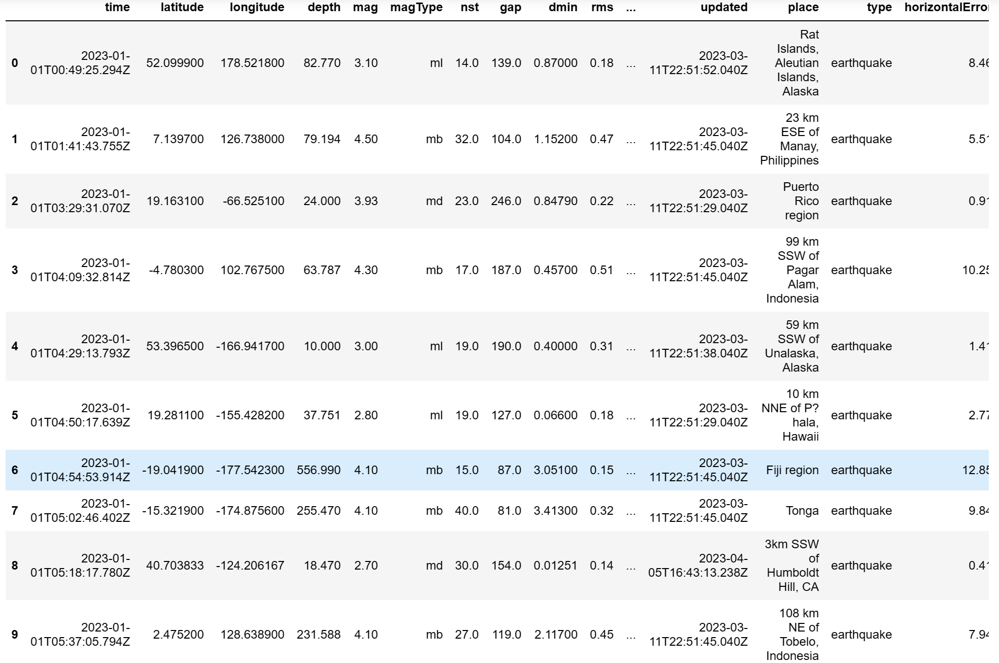 time latitude longitude depth mag magType nst gap dmin rms ... updated place type horizontalErro
0 2023-01-01T00:49:25.294Z 52.099900 178.521800 82.770 3.10 ml 14.0 139.0 0.87000 0.18 ... 2023-03-11T22:51:52.040Z Rat Islands, Aleutian Islands, Alaska earthquake 8.46
1 2023-01-01T01:41:43.755Z 7.139700 126.738000 79.194 4.50 mb 32.0 104.0 1.15200 0.47 ... 2023-03-11T22:51:45.040Z 23 km ESE of Manay, Philippines earthquake 5.51
2 2023-01-01T03:29:31.070Z 19.163100 -66.525100 24.000 3.93 md 23.0 246.0 0.84790 0.22 ... 2023-03-11T22:51:29.040Z Puerto Rico region earthquake 0.91
3 2023-01-01T04:09:32.814Z -4.780300 102.767500 63.787 4.30 mb 17.0 187.0 0.45700 0.51 ... 2023-03-11T22:51:45.040Z 99 km SSW of Pagar Alam, Indonesia earthquake 10.25
4 2023-01-01T04:29:13.793Z 53.396500 -166.941700 10.000 3.00 ml 19.0 190.0 0.40000 0.31 ... 2023-03-11T22:51:38.040Z 59 km SSW of Unalaska, Alaska earthquake 1.41
5 2023-01-01T04:50:17.639Z 19.281100 -155.428200 37.751 2.80 ml 19.0 127.0 0.06600 0.18 ... 2023-03-11T22:51:29.040Z 10 km NNE of P?hala, Hawaii earthquake 2.77
6 2023-01-01T04:54:53.914Z -19.041900 -177.542300 556.990 4.10 mb 15.0 87.0 3.05100 0.15 ... 2023-03-11T22:51:45.040Z Fiji region earthquake 12.85
7 2023-01-01T05:02:46.402Z -15.321900 -174.875600 255.470 4.10 mb 40.0 81.0 3.41300 0.32 ... 2023-03-11T22:51:45.040Z Tonga earthquake 9.84
8 2023-01-01T05:18:17.780Z 40.703833 -124.206167 18.470 2.70 md 30.0 154.0 0.01251 0.14 ... 2023-04-05T16:43:13.238Z 3km SSW of Humboldt Hill, CA earthquake 0.41
9 2023-01-01T05:37:05.794Z 2.475200 128.638900 231.588 4.10 mb 27.0 119.0 2.11700 0.45 ... 2023-03-11T22:51:45.040Z 108 km NE of Tobelo, Indonesia earthquake 7.94